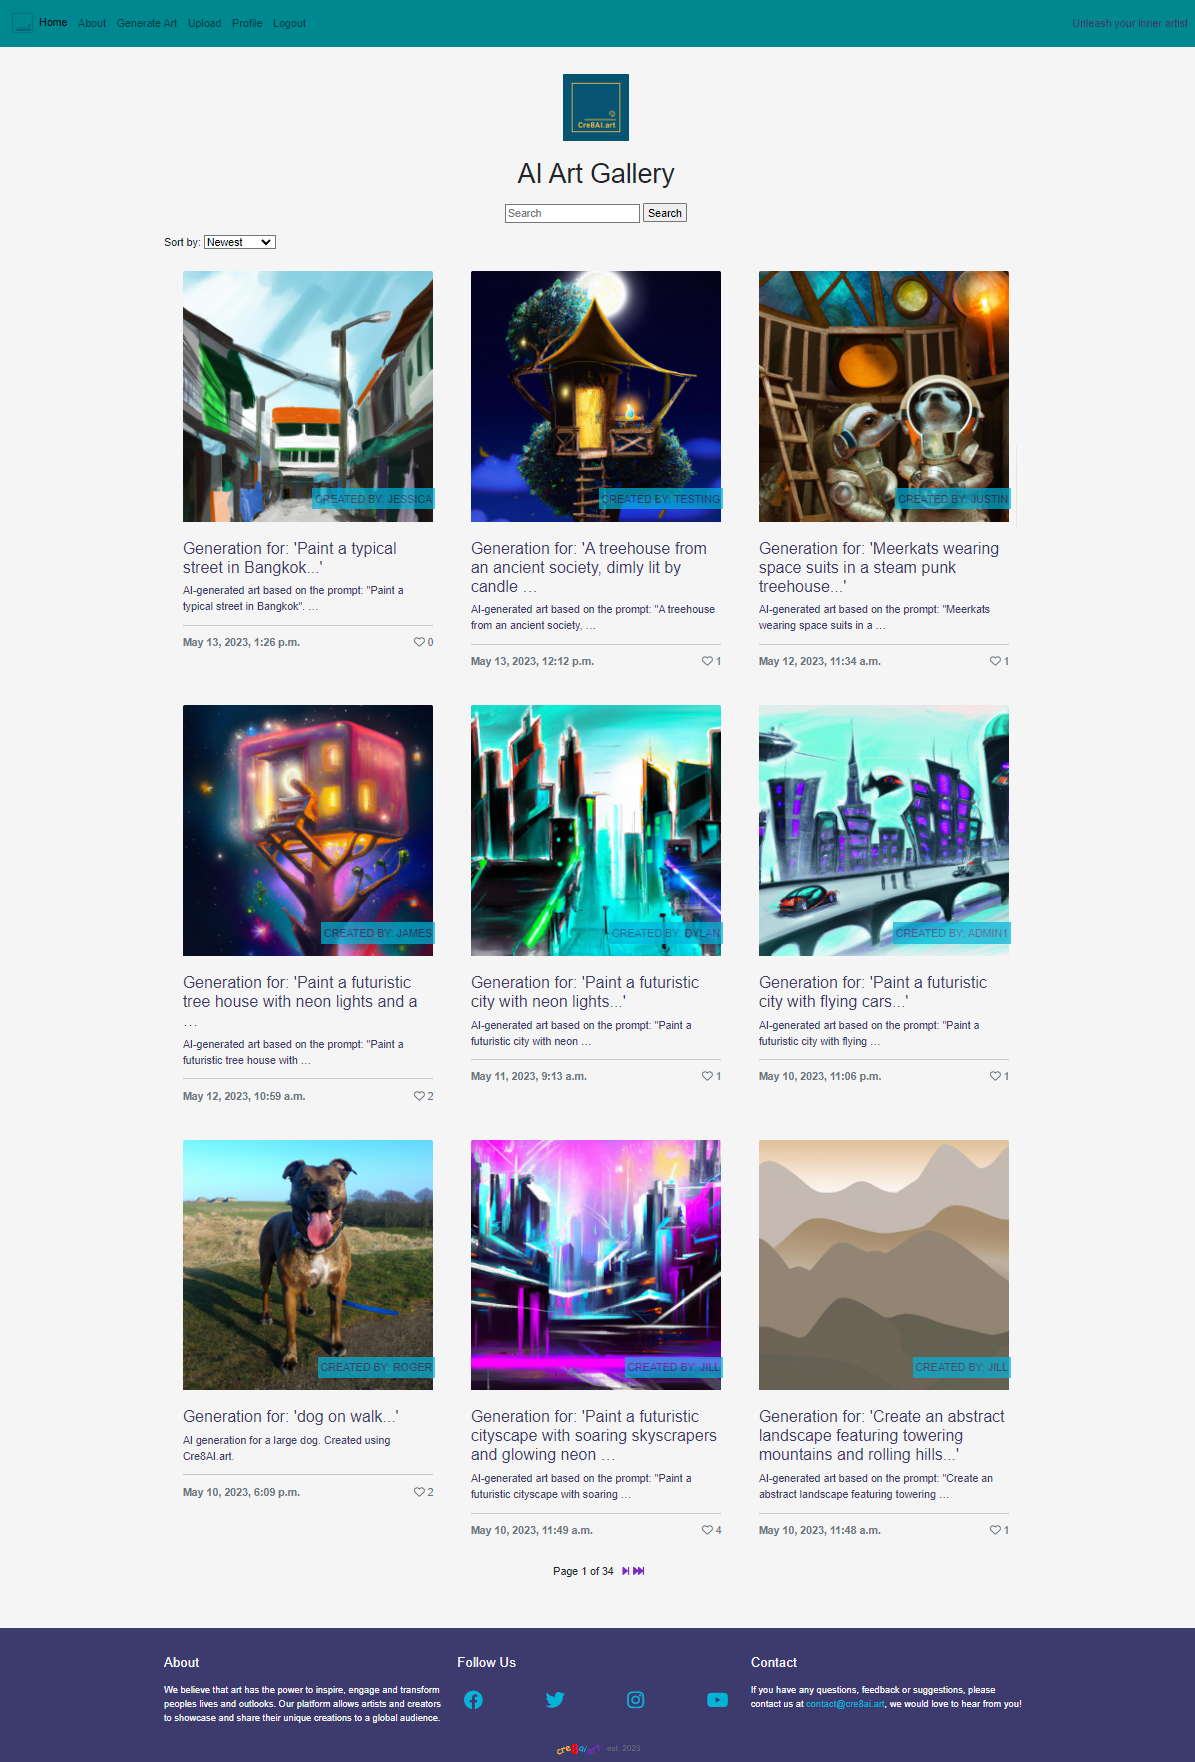 Home About Generate Art Upload Profile Logout Unleash your inner artist
Cre8AI.art
AI Art Gallery
Search Search
Sort by: Newest
CREATED BY: JESSICA
CREATED BY: TESTING
CREATED BY: JUSTIN
Generation for: 'Paint a typical
street in Bangkok...'
AI-generated art based on the prompt: "Paint a
typical street in Bangkok". …
May 13, 2023, 1:26 p.m. 0
Generation for: 'A treehouse from
an ancient society, dimly lit by
candle …
AI-generated art based on the prompt: "A treehouse
from an ancient society, …
May 13, 2023, 12:12 p.m. 1
Generation for: 'Meerkats wearing
space suits in a steam punk
treehouse...'
AI-generated art based on the prompt: "Meerkats
wearing space suits in a …
May 12, 2023, 11:34 a.m. 1
CREATED BY: JAMES
CREATED BY: DYLAN
CREATED BY: ADMIN1
Generation for: 'Paint a futuristic
tree house with neon lights and a
…
AI-generated art based on the prompt: "Paint a
futuristic tree house with …
May 12, 2023, 10:59 a.m. 2
Generation for: 'Paint a futuristic
city with neon lights...'
AI-generated art based on the prompt: "Paint a
futuristic city with neon …
May 11, 2023, 9:13 a.m. 1
Generation for: 'Paint a futuristic
city with flying cars...'
AI-generated art based on the prompt: "Paint a
futuristic city with flying …
May 10, 2023, 11:06 p.m. 1
CREATED BY: ROGER
CREATED BY: JILL
CREATED BY: JILL
Generation for: 'dog on walk...'
AI generation for a large dog. Created using
Cre8AI.art.
May 10, 2023, 6:09 p.m. 2
Generation for: 'Paint a futuristic
cityscape with soaring skyscrapers
and glowing neon …
AI-generated art based on the prompt: "Paint a
futuristic cityscape with soaring …
May 10, 2023, 11:49 a.m. 4
Generation for: 'Create an abstract
landscape featuring towering
mountains and rolling hills...'
AI-generated art based on the prompt: "Create an
abstract landscape featuring towering …
May 10, 2023, 11:48 a.m. 1
Page 1 of 34
About
We believe that art has the power to inspire, engage and transform
peoples lives and outlooks. Our platform allows artists and creators
to showcase and share their unique creations to a global audience.
Follow Us
Contact
If you have any questions, feedback or suggestions, please
contact us at contact@cre8ai.art, we would love to hear from you!
cre8ai/art est. 2023